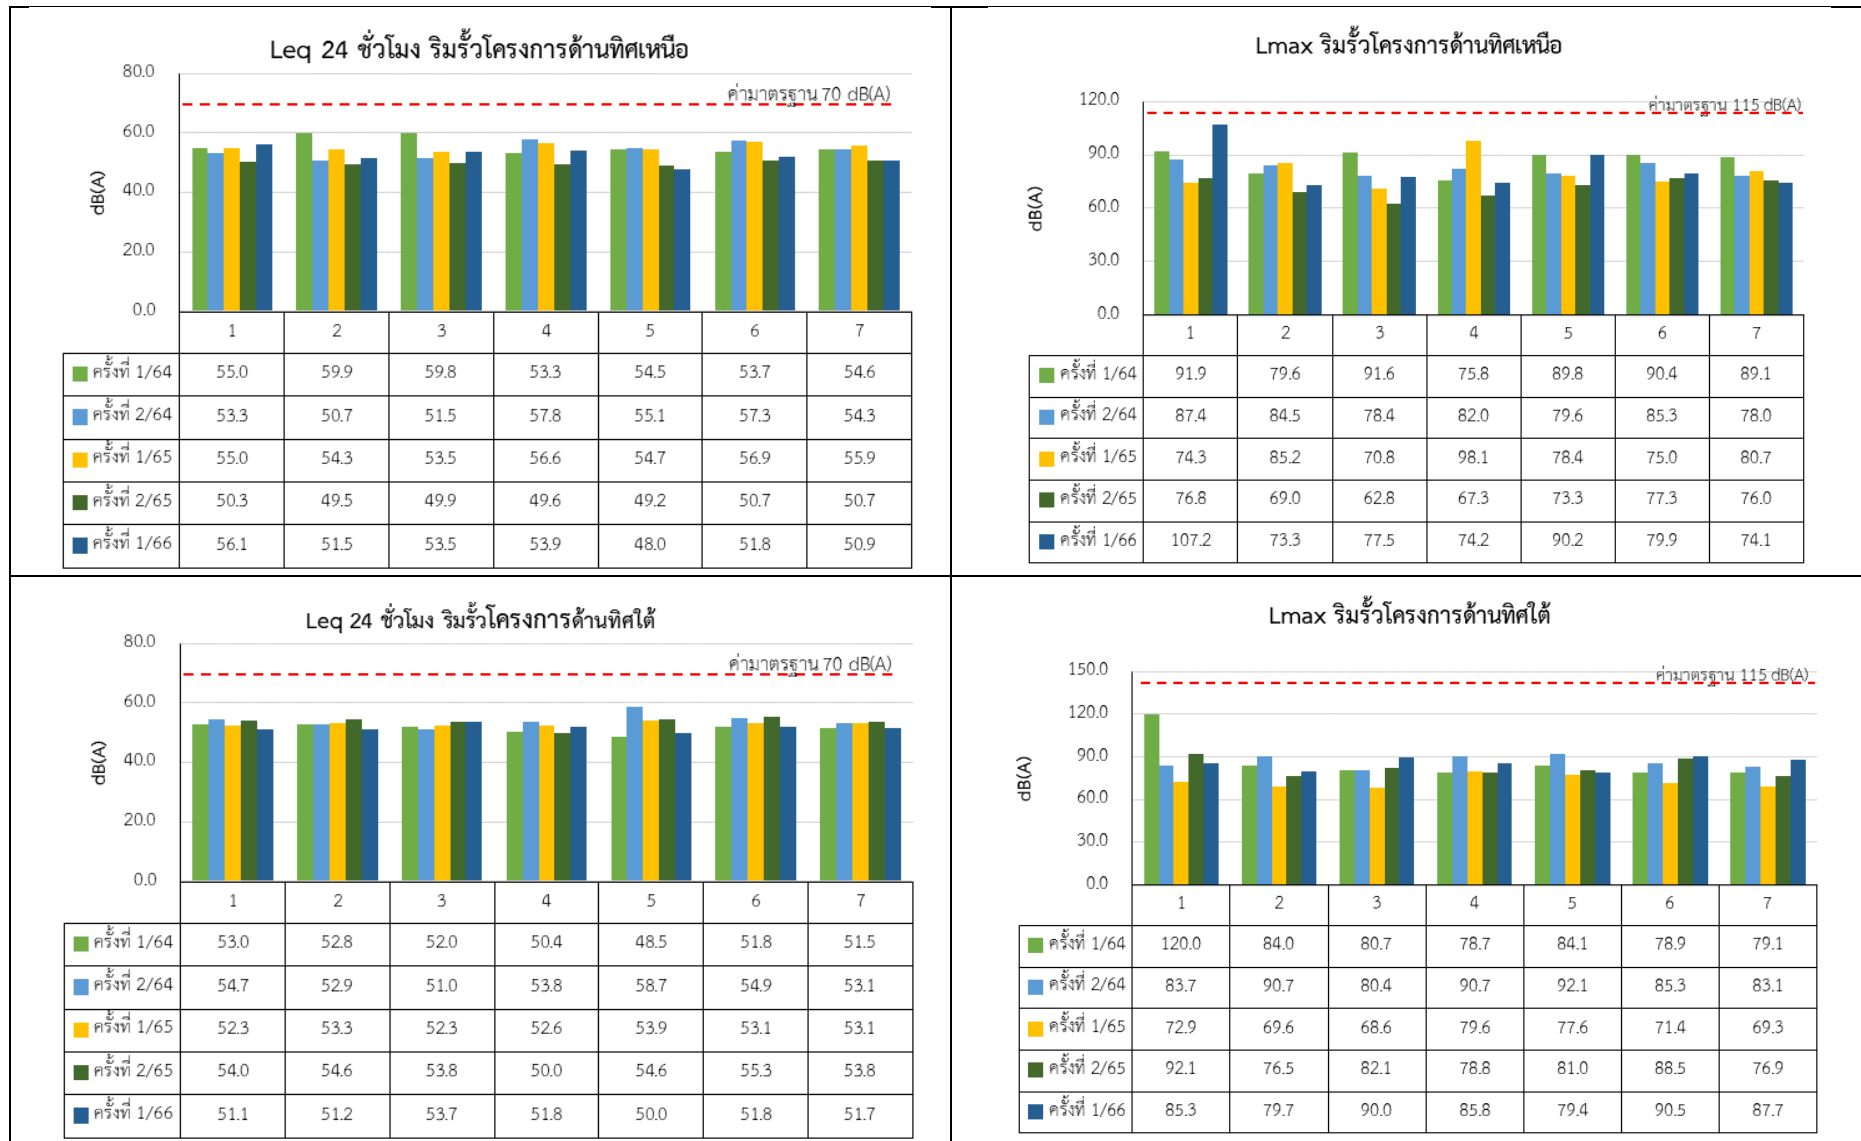 Leq 24 ชั่วโมง ริมรั้วโครงการด้านทิศเหนือ
80.0
ค่ามาตรฐาน 70 dB(A)
60.0
40.0
20.0
0.0
dB(A)
1 2 3 4 5 6 7
ครั้งที่ 1/64 55.0 59.9 59.8 53.3 54.5 53.7 54.6
ครั้งที่ 2/64 53.3 50.7 51.5 57.8 55.1 57.3 54.3
ครั้งที่ 1/65 55.0 54.3 53.5 56.6 54.7 56.9 55.9
ครั้งที่ 2/65 50.3 49.5 49.9 49.6 49.2 50.7 50.7
ครั้งที่ 1/66 56.1 51.5 53.5 53.9 48.0 51.8 50.9
Lmax ริมรั้วโครงการด้านทิศเหนือ
120.0
ค่ามาตรฐาน 115 dB(A)
90.0
60.0
30.0
0.0
dB(A)
1 2 3 4 5 6 7
ครั้งที่ 1/64 91.9 79.6 91.6 75.8 89.8 90.4 89.1
ครั้งที่ 2/64 87.4 84.5 78.4 82.0 79.6 85.3 78.0
ครั้งที่ 1/65 74.3 85.2 70.8 98.1 78.4 75.0 80.7
ครั้งที่ 2/65 76.8 69.0 62.8 67.3 73.3 77.3 76.0
ครั้งที่ 1/66 107.2 73.3 77.5 74.2 90.2 79.9 74.1
Leq 24 ชั่วโมง ริมรั้วโครงการด้านทิศใต้
80.0
ค่ามาตรฐาน 70 dB(A)
60.0
40.0
20.0
0.0
dB(A)
1 2 3 4 5 6 7
ครั้งที่ 1/64 53.0 52.8 52.0 50.4 48.5 51.8 51.5
ครั้งที่ 2/64 54.7 52.9 51.0 53.8 58.7 54.9 53.1
ครั้งที่ 1/65 52.3 53.3 52.3 52.6 53.9 53.1 53.1
ครั้งที่ 2/65 54.0 54.6 53.8 50.0 54.6 55.3 53.8
ครั้งที่ 1/66 51.1 51.2 53.7 51.8 50.0 51.8 51.7
Lmax ริมรั้วโครงการด้านทิศใต้
150.0
ค่ามาตรฐาน 115 dB(A)
120.0
90.0
60.0
30.0
0.0
dB(A)
1 2 3 4 5 6 7
ครั้งที่ 1/64 120.0 84.0 80.7 78.7 84.1 78.9 79.1
ครั้งที่ 2/64 83.7 90.7 80.4 90.7 92.1 85.3 83.1
ครั้งที่ 1/65 72.9 69.6 68.6 79.6 77.6 71.4 69.3
ครั้งที่ 2/65 92.1 76.5 82.1 78.8 81.0 88.5 76.9
ครั้งที่ 1/66 85.3 79.7 90.0 85.8 79.4 90.5 87.7